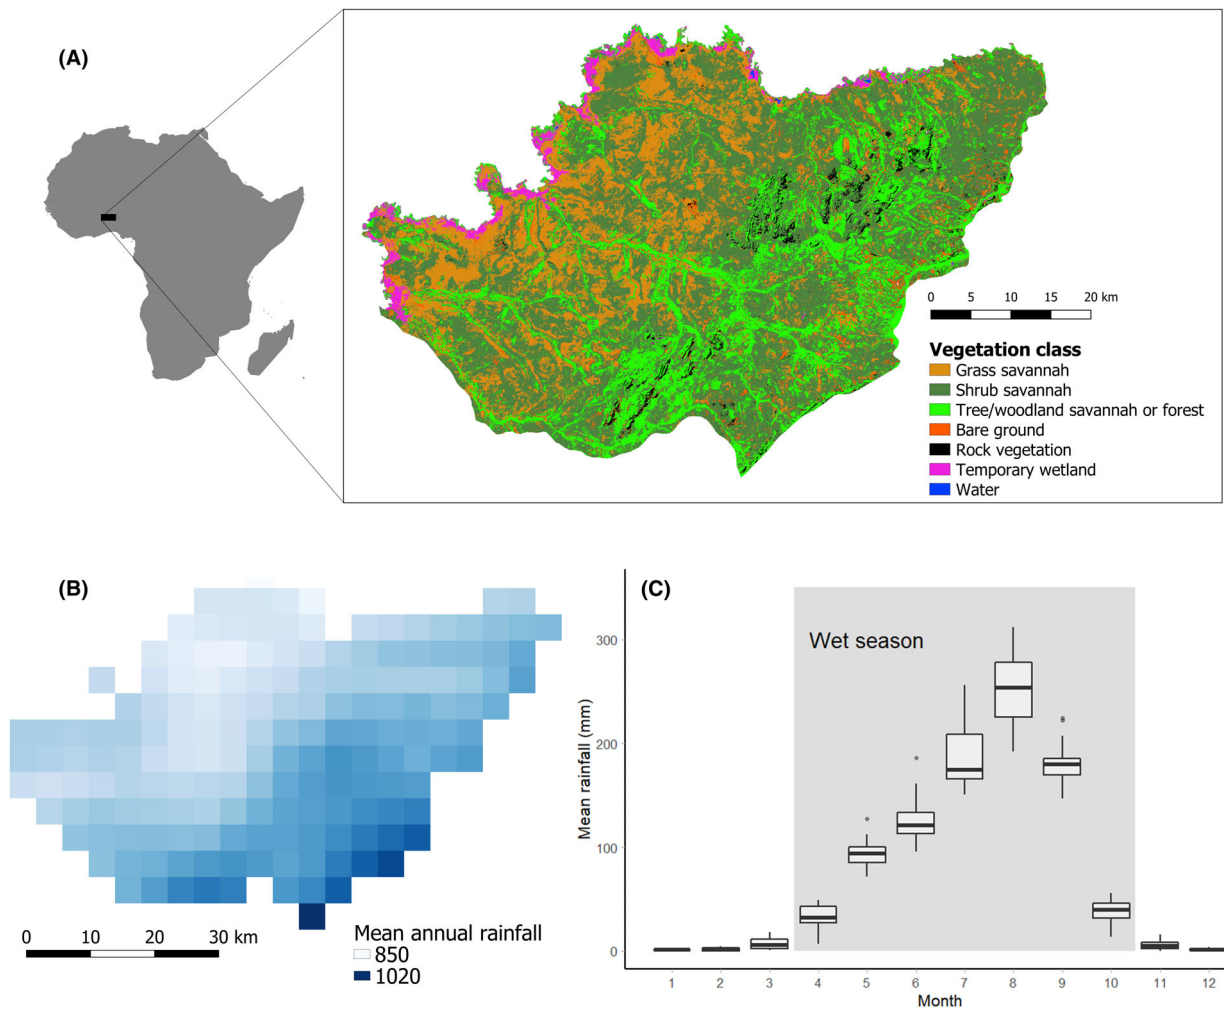 (A)
0 5 10 15 20 km
Vegetation class
Grass savannah
Shrub savannah
Tree/woodland savannah or forest
Bare ground
Rock vegetation
Temporary wetland
Water
(B)
0 10 20 30 km
Mean annual rainfall
850
1020
(C)
Wet season
Mean rainfall (mm)
300
200
100
0
1 2 3 4 5 6 7 8 9 10 11 12
Month